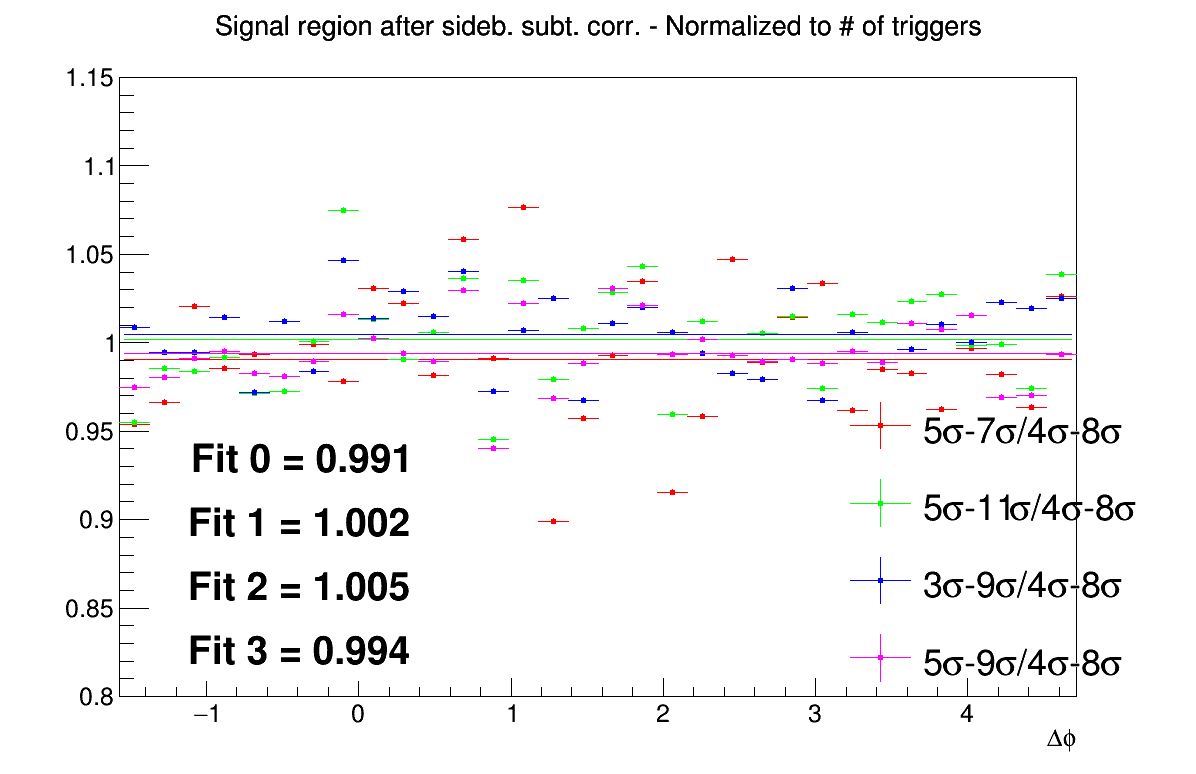 Signal region after sideb. subt. corr. - Normalized to # of triggers
1.15
1.1
1.05
1
0.95
0.9
0.85
0.8
Fit 0 = 0.991
Fit 1 = 1.002
Fit 2 = 1.005
Fit 3 = 0.994
5σ-7σ/4σ-8σ
5σ-11σ/4σ-8σ
3σ-9σ/4σ-8σ
5σ-9σ/4σ-8σ
−1 0 1 2 3 4
Δϕ